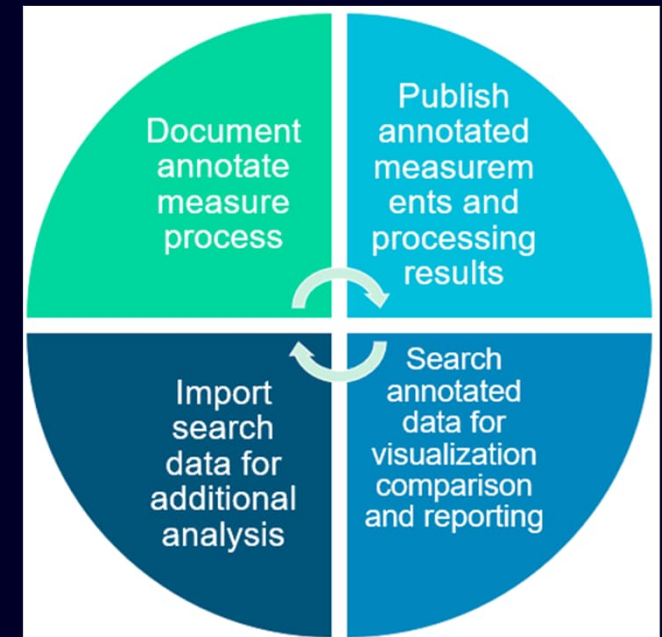 Document
annotate
measure
process
Publish
annotated
measurem
ents and
processing
results
Import
search
data for
additional
analysis
Search
annotated
data for
visualization
comparison
and reporting